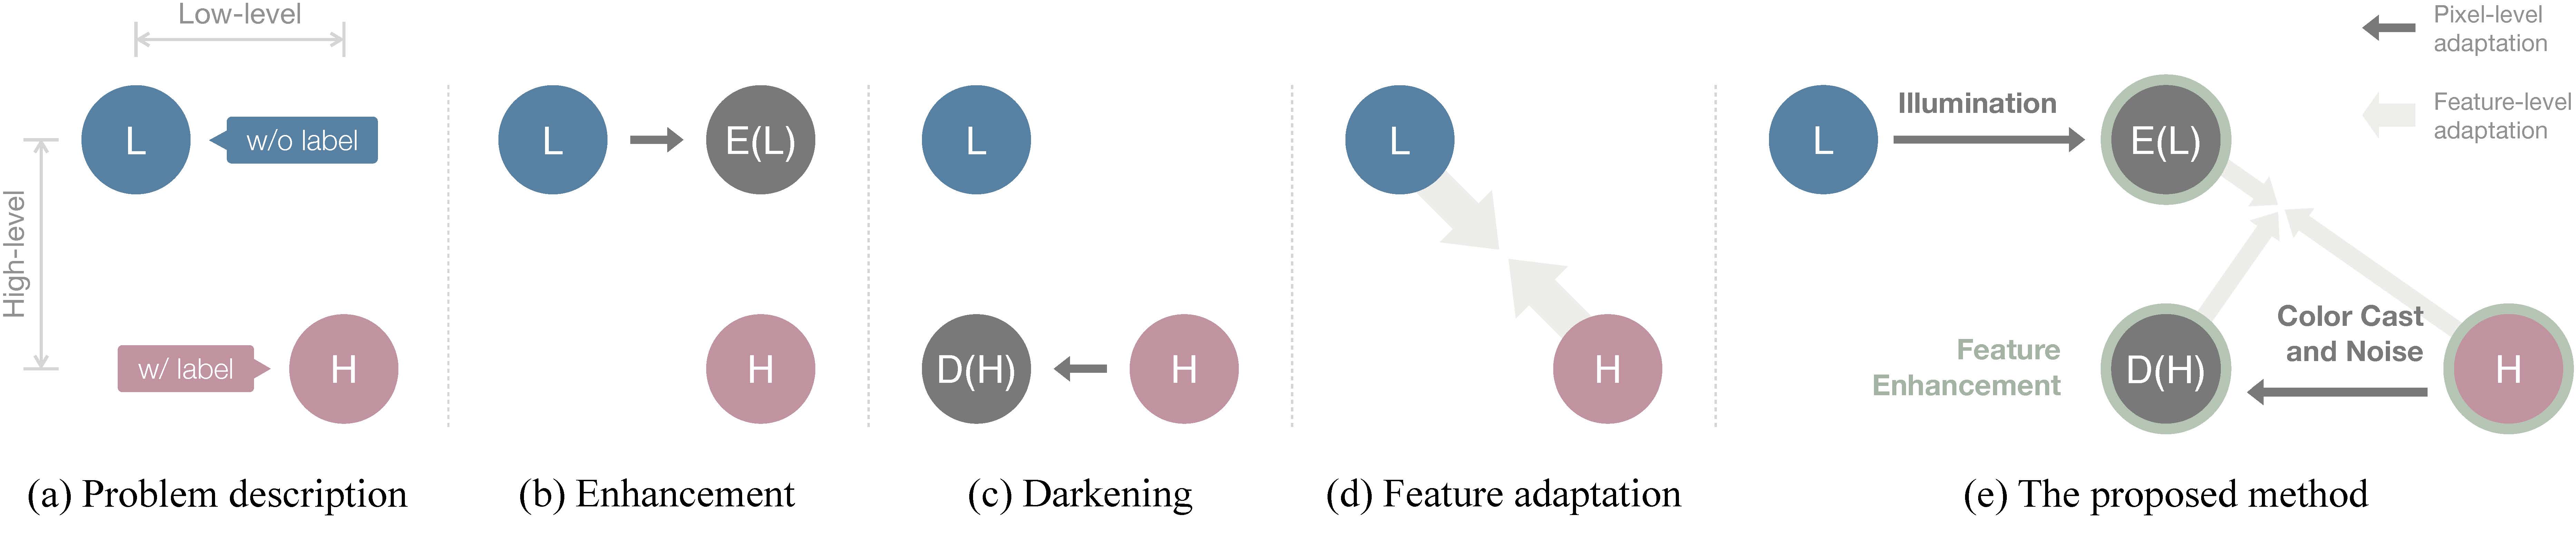 Low-level
High-level
L
w/o label
w/ label
H
(a) Problem description
L
E(L)
H
(b) Enhancement
L
D(H)
H
(c) Darkening
L
H
(d) Feature adaptation
Pixel-level
adaptation
Feature-level
adaptation
L
Illumination
E(L)
Feature
Enhancement
D(H)
Color Cast
and Noise
H
(e) The proposed method